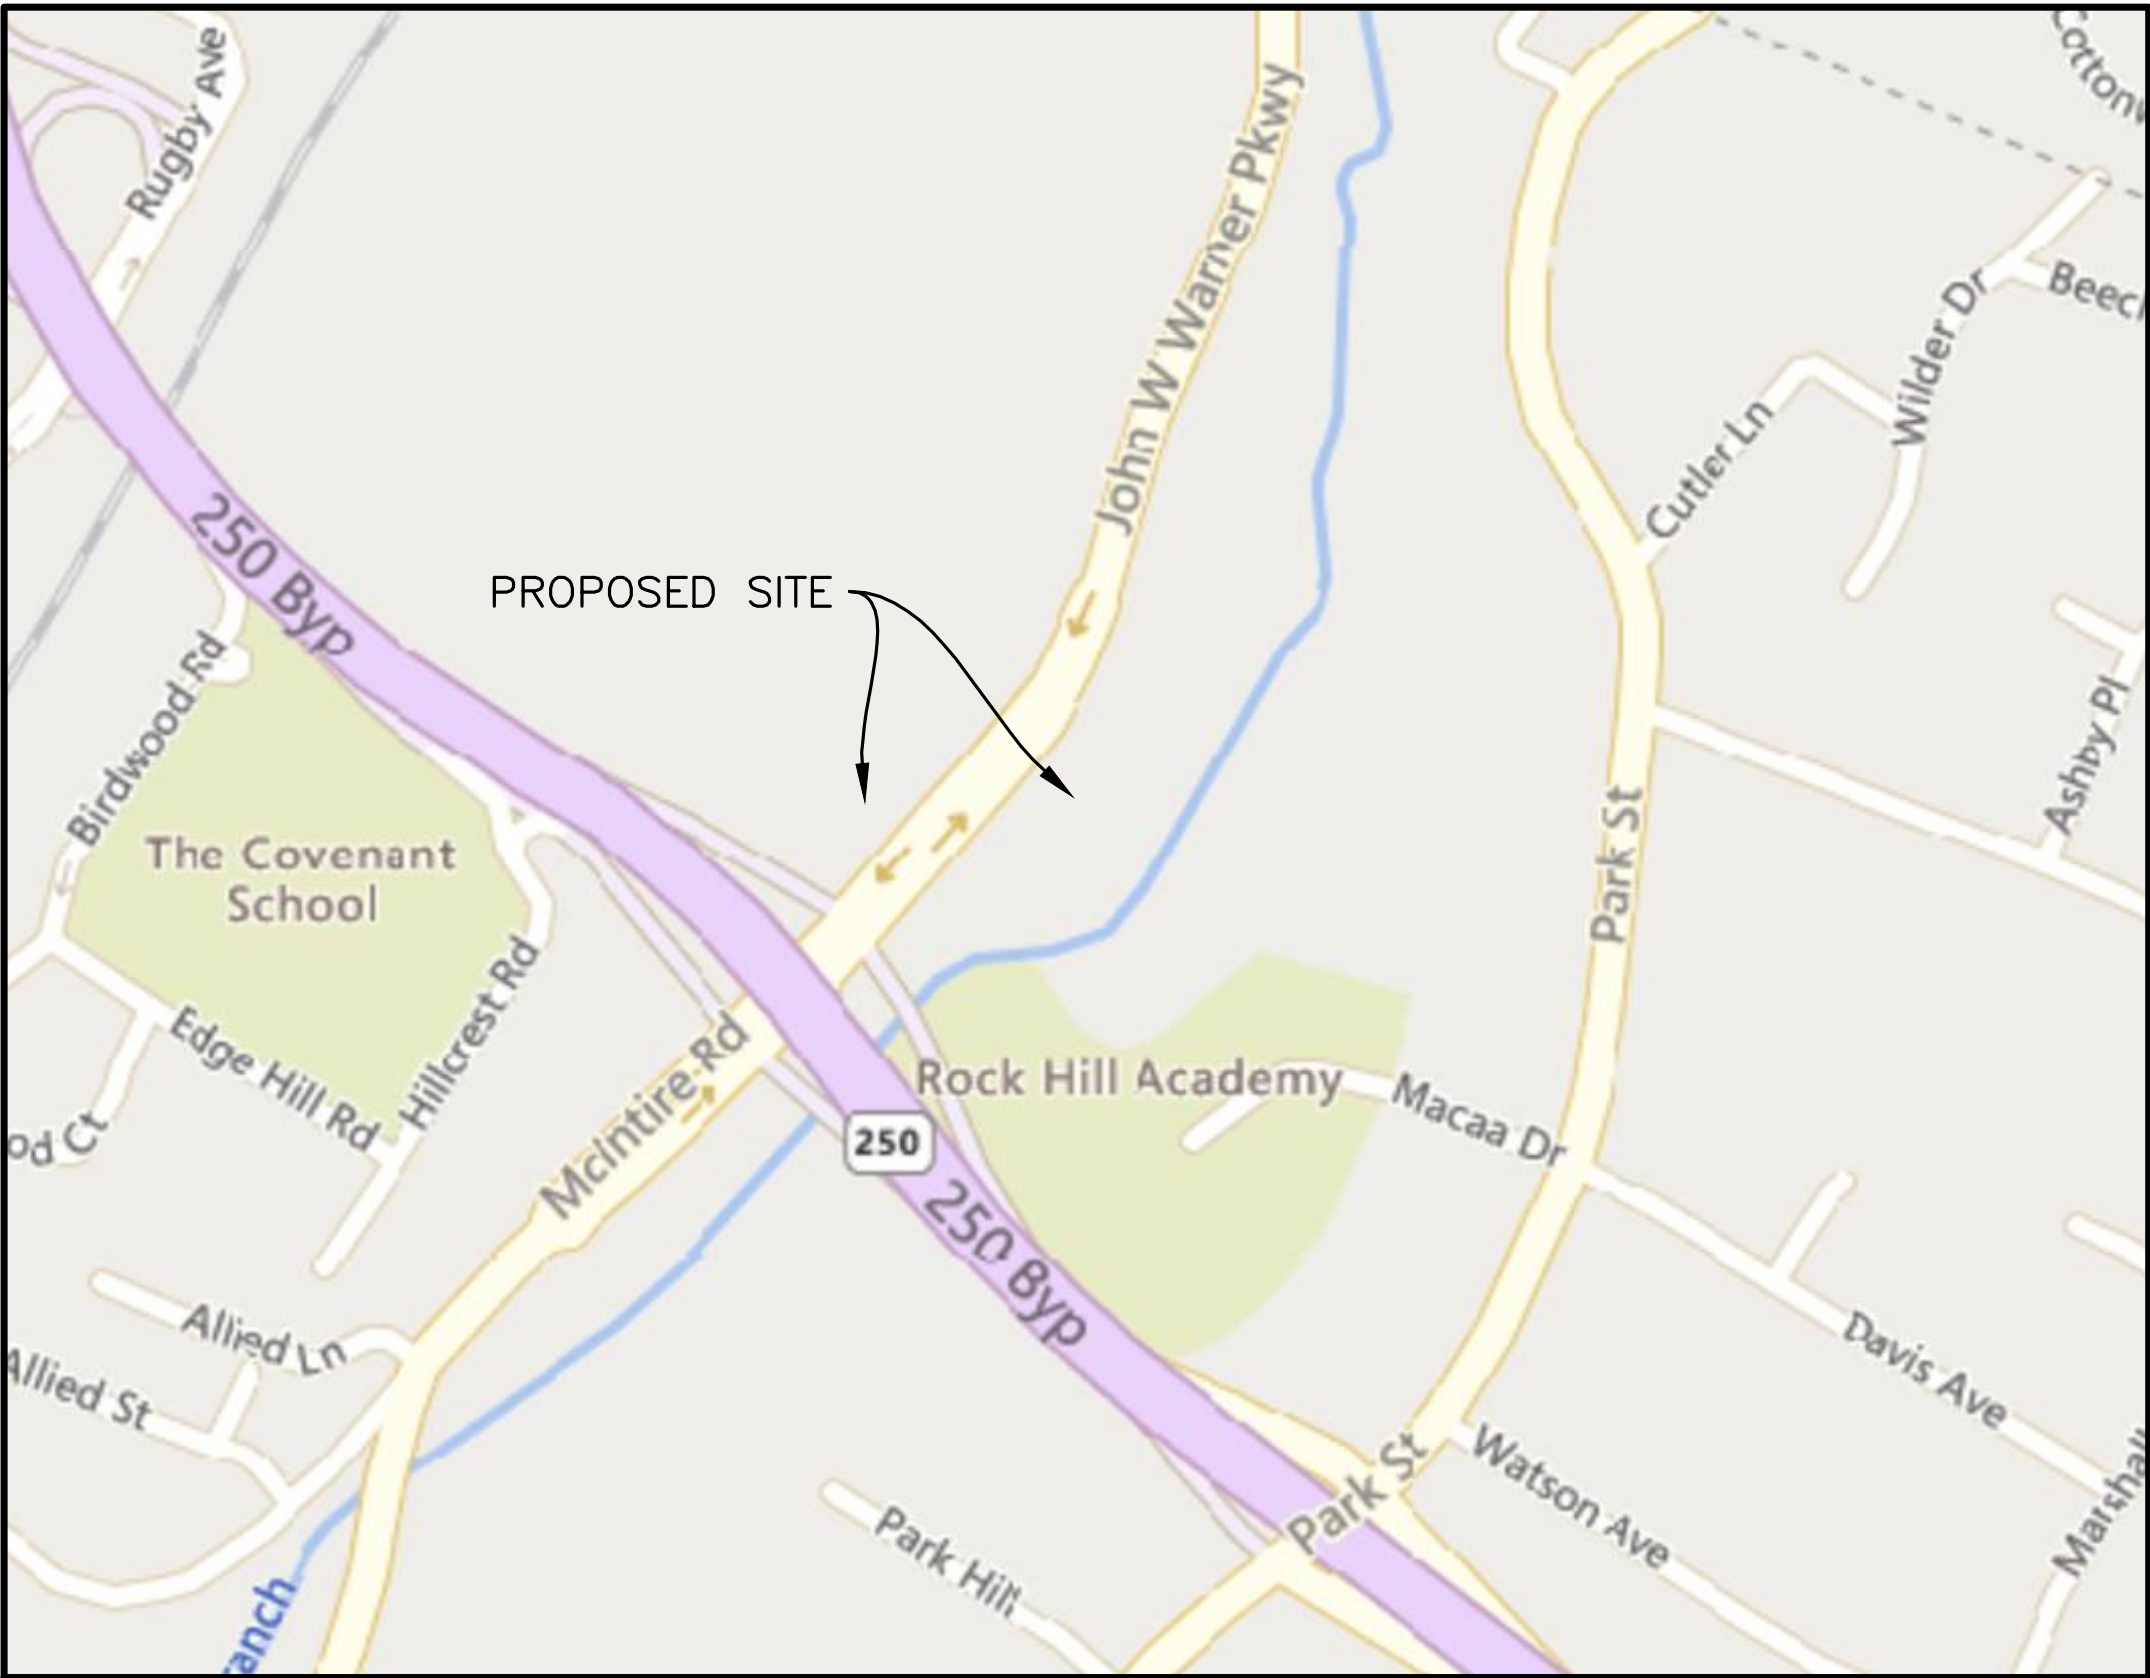 Rugby Ave
Cottonw
John W Warner Pkwy
Beech
Wilder Dr
Cutler Ln
250 Byp
PROPOSED SITE
Birdwood Rd
Ashby Pl
Park St
The Covenant
School
Hillcrest Rd
Edge Hill Rd
od Ct
McIntire Rd
Rock Hill Academy
Macaa Dr
250
250 Byp
Allied Ln
Allied St
Davis Ave
Park St
Watson Ave
Marshall
Park Hill
ranch